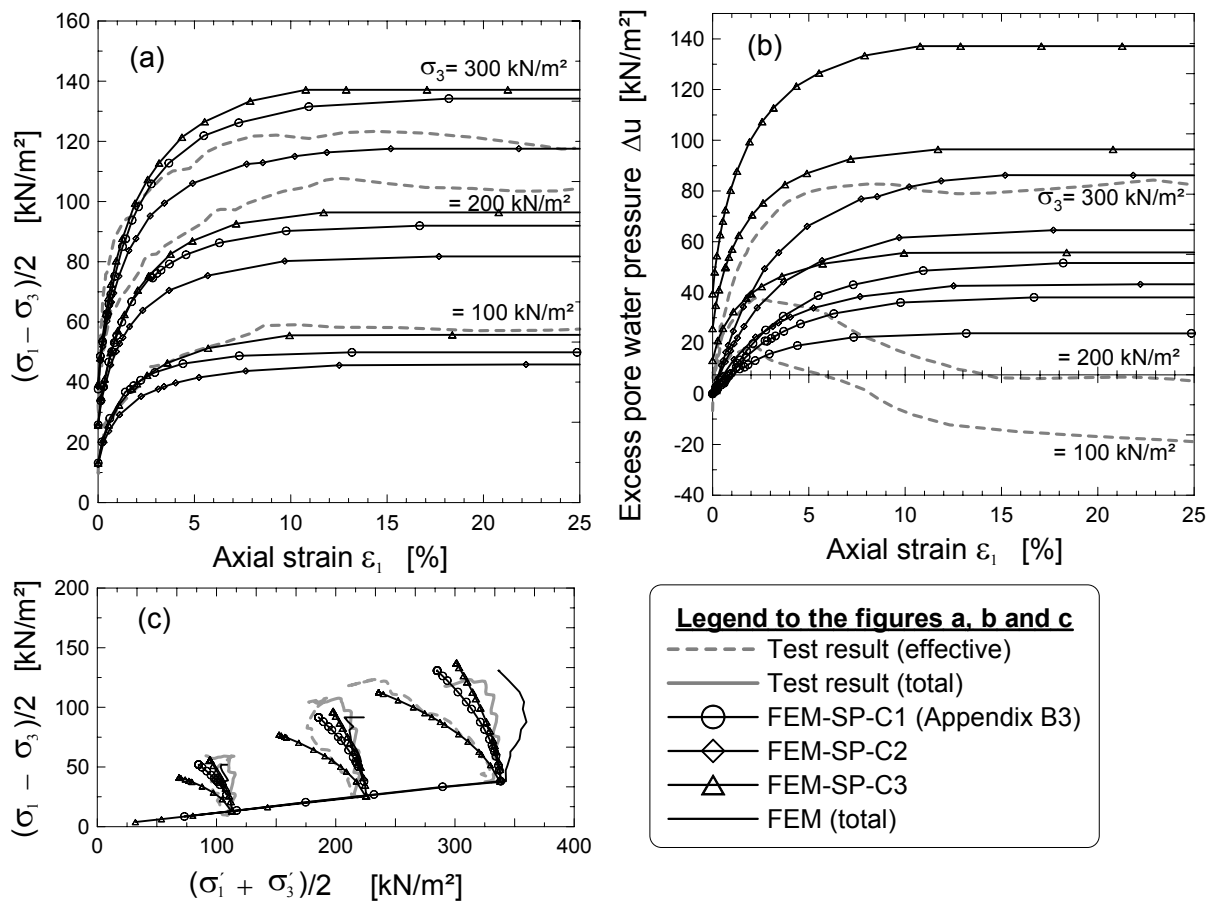 (a)
σ3= 300 kN/m²
= 200 kN/m²
= 100 kN/m²
160
140
120
100
80
60
40
20
0
(σ1 – σ3)/2 [kN/m²]
0 5 10 15 20 25
Axial strain ε1 [%]
(b)
σ3= 300 kN/m²
= 200 kN/m²
= 100 kN/m²
140
120
100
80
60
40
20
0
-20
-40
Excess pore water pressure Δu [kN/m²]
0 5 10 15 20 25
Axial strain ε1 [%]
(c)
200
150
100
50
0
(σ1 – σ3)/2 [kN/m²]
0 100 200 300 400
(σ1′ + σ3′)/2 [kN/m²]
Legend to the figures a, b and c
Test result (effective)
Test result (total)
FEM-SP-C1 (Appendix B3)
FEM-SP-C2
FEM-SP-C3
FEM (total)